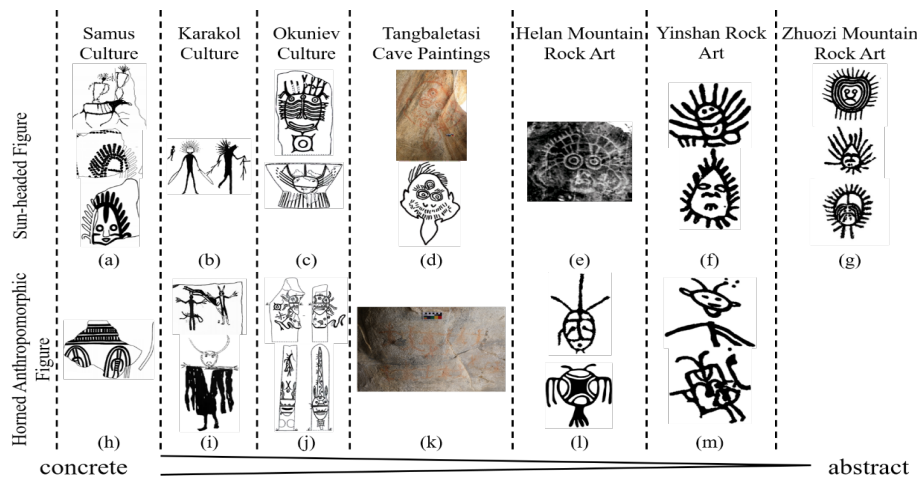 Samus
Culture
Karakol
Culture
Okuniev
Culture
Tangbaletasi
Cave Paintings
Helan Mountain
Rock Art
Yinshan Rock
Art
Zhuozi Mountain
Rock Art
Sun-headed Figure
(a)
(b)
(c)
(d)
(e)
(f)
(g)
Horned Anthropomorphic
Figure
(h)
(i)
(j)
(k)
(l)
(m)
concrete
abstract